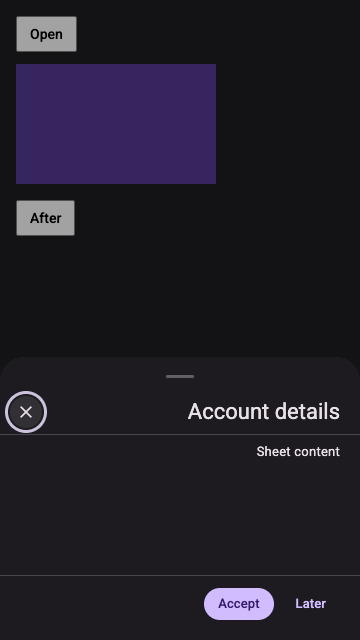 Open
After
Account details
Sheet content
Accept
Later